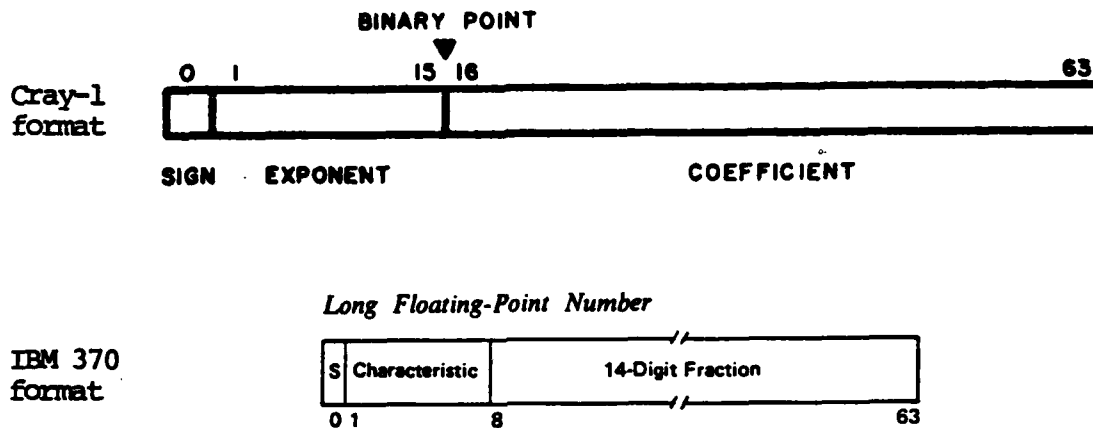 BINARY POINT
0 1 15 16 63
Cray-1
format
SIGN EXPONENT COEFFICIENT
Long Floating-Point Number
IBM 370
format
S Characteristic 14-Digit Fraction
0 1 8 63